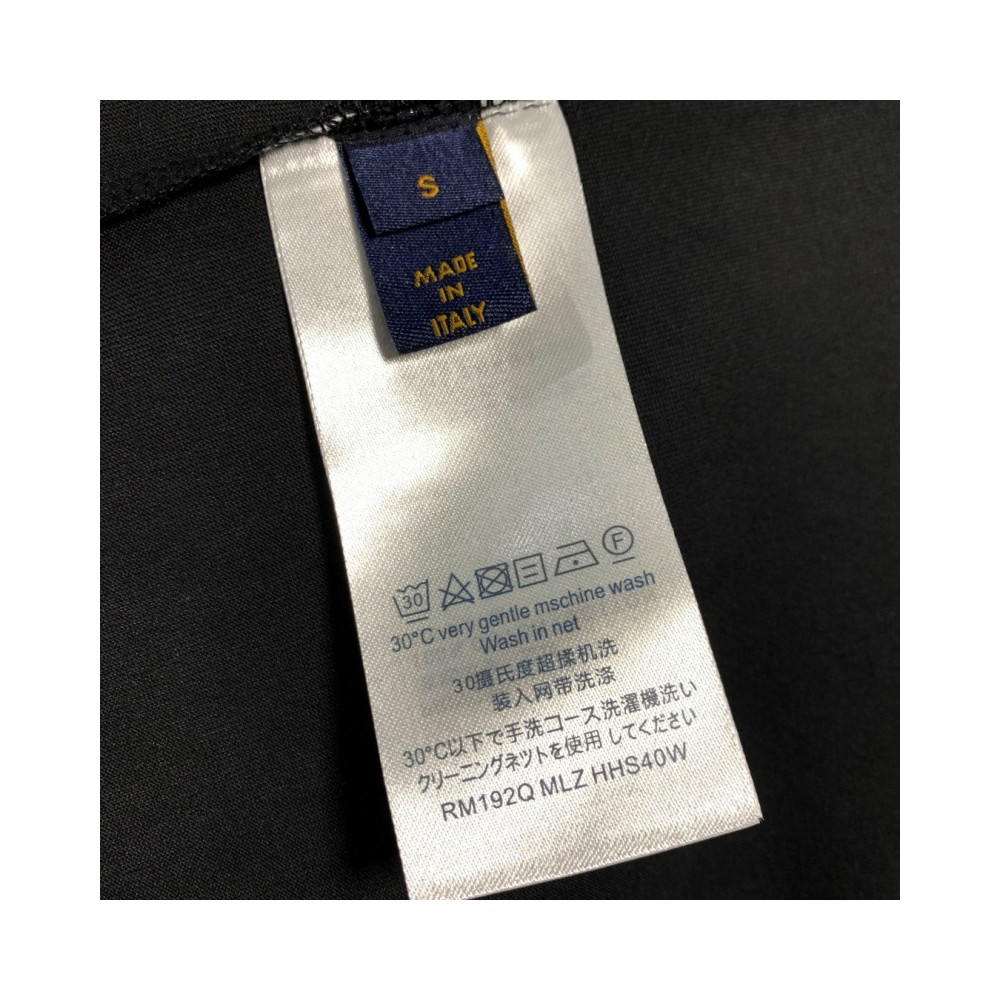 S
MADE
IN
ITALY
30
F
30°C very gentle mschine wash
Wash in net
30摄氏度超揉机洗
装入网带洗涤
30°C以下で手洗コース洗濯機洗い
クリーニングネツトを使用 してください
RM192Q MLZ HHS40W